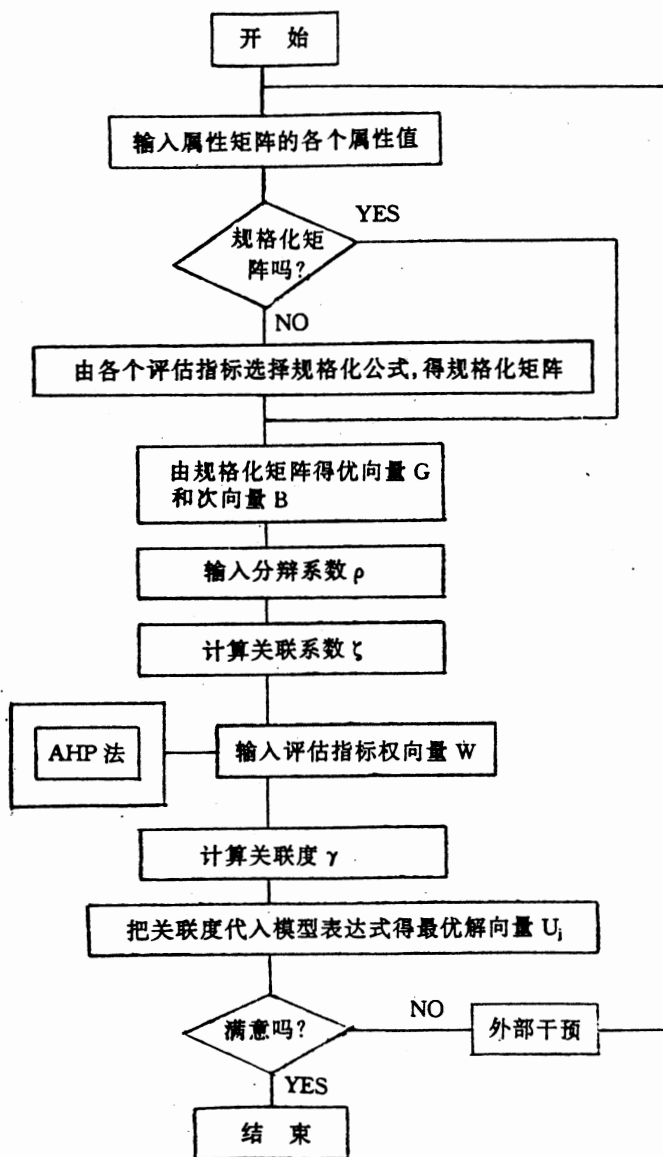 开 始
输入属性矩阵的各个属性值
YES
规格化矩
阵吗?
NO
由各个评估指标选择规格化公式,得规格化矩阵
由规格化矩阵得优向量 G
和次向量 B
输入分辩系数 ρ
计算关联系数 ζ
AHP 法
输入评估指标权向量 W
计算关联度 γ
把关联度代入模型表达式得最优解向量 Uj
满意吗?
NO
外部干预
YES
结 束